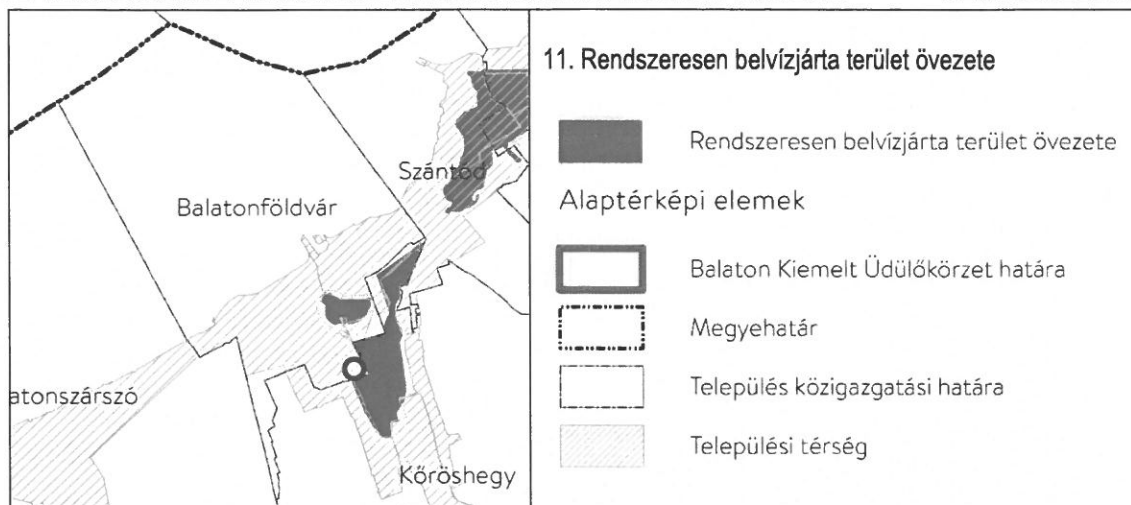 Szántód
Balatonföldvár
atonszárszó
Kőröshegy
11. Rendszeresen belvízjárta terület övezete
Rendszeresen belvízjárta terület övezete
Alaptérképi elemek
Balaton Kiemelt Üdülőkörzet határa
Megyehatár
Település közigazgatási határa
Települési térség